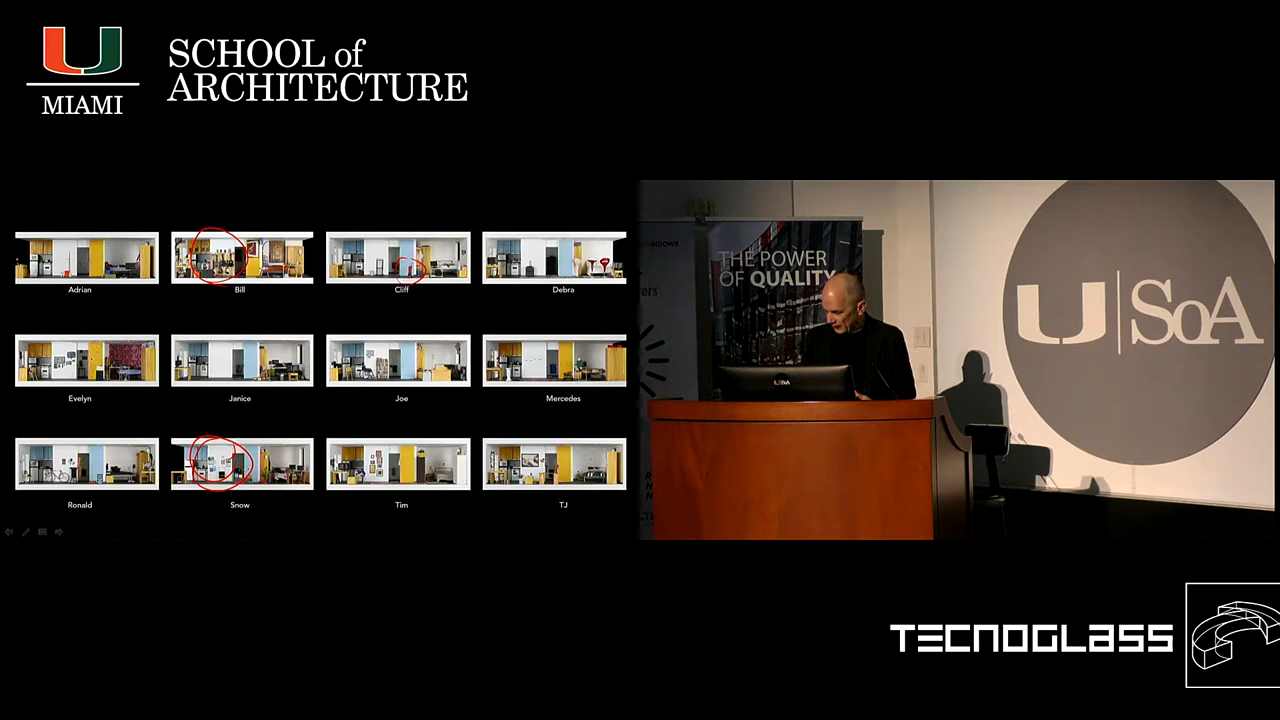 SCHOOL of
ARCHITECTURE
MIAMI
Adrian
Bill
Cliff
Debra
Evelyn
Janice
Joe
Mercedes
Ronald
Snow
Tim
TJ
THE POWER
OF QUALITY
U SoA
TECNOGLASS